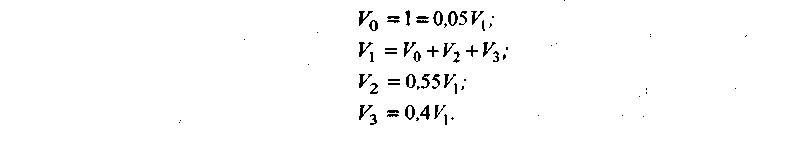 V₀ = 1 = 0,05V₁;
V₁ = V₀ + V₂ + V₃;
V₂ = 0,55V₁;
V₃ = 0,4V₁.